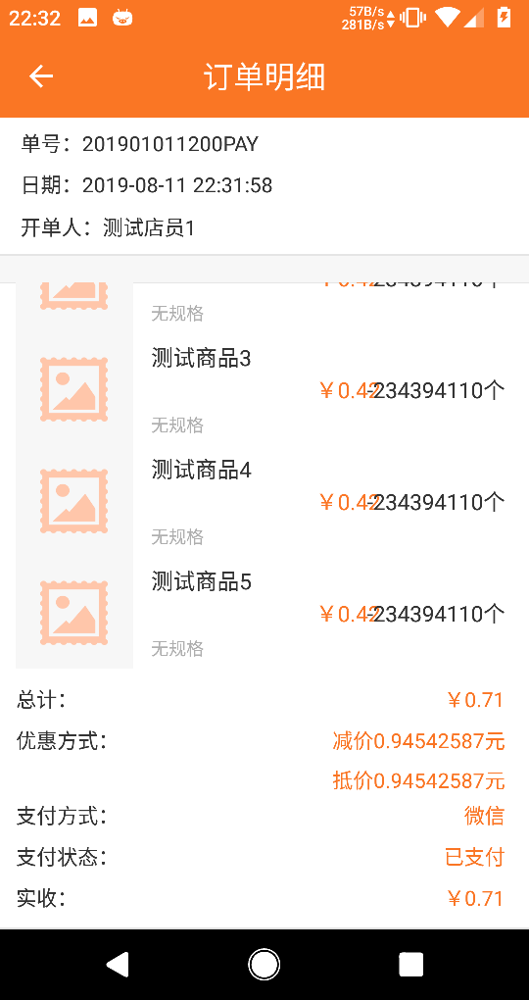 22:32
57B/s
281B/s
订单明细
单号：201901011200PAY
日期：2019-08-11 22:31:58
开单人：测试店员1
无规格
测试商品3
￥0.42-234394110个
无规格
测试商品4
￥0.42-234394110个
无规格
测试商品5
￥0.42-234394110个
无规格
总计： ￥0.71
优惠方式： 减价0.94542587元
抵价0.94542587元
支付方式： 微信
支付状态： 已支付
实收： ￥0.71